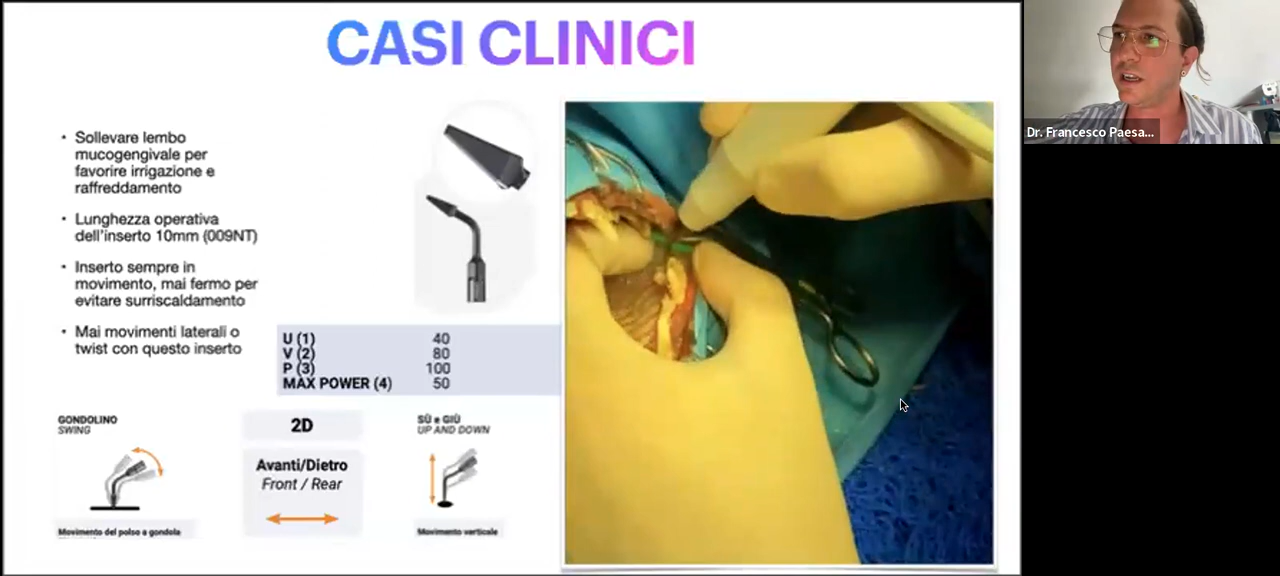 CASI CLINICI
• Sollevare lembo
mucogengivale per
favorire irrigazione e
raffreddamento
• Lunghezza operativa
dell'inserto 10mm (009NT)
• Inserto sempre in
movimento, mai fermo per
evitare surriscaldamento
• Mai movimenti laterali o
twist con questo inserto
U (1) 40
V (2) 80
P (3) 100
MAX POWER (4) 50
GONDOLINO
SWING
Movimento del polso a gondola
2D
Avanti/Dietro
Front / Rear
SÙ e GIÙ
UP AND DOWN
Movimento verticale
Dr. Francesco Paesa...